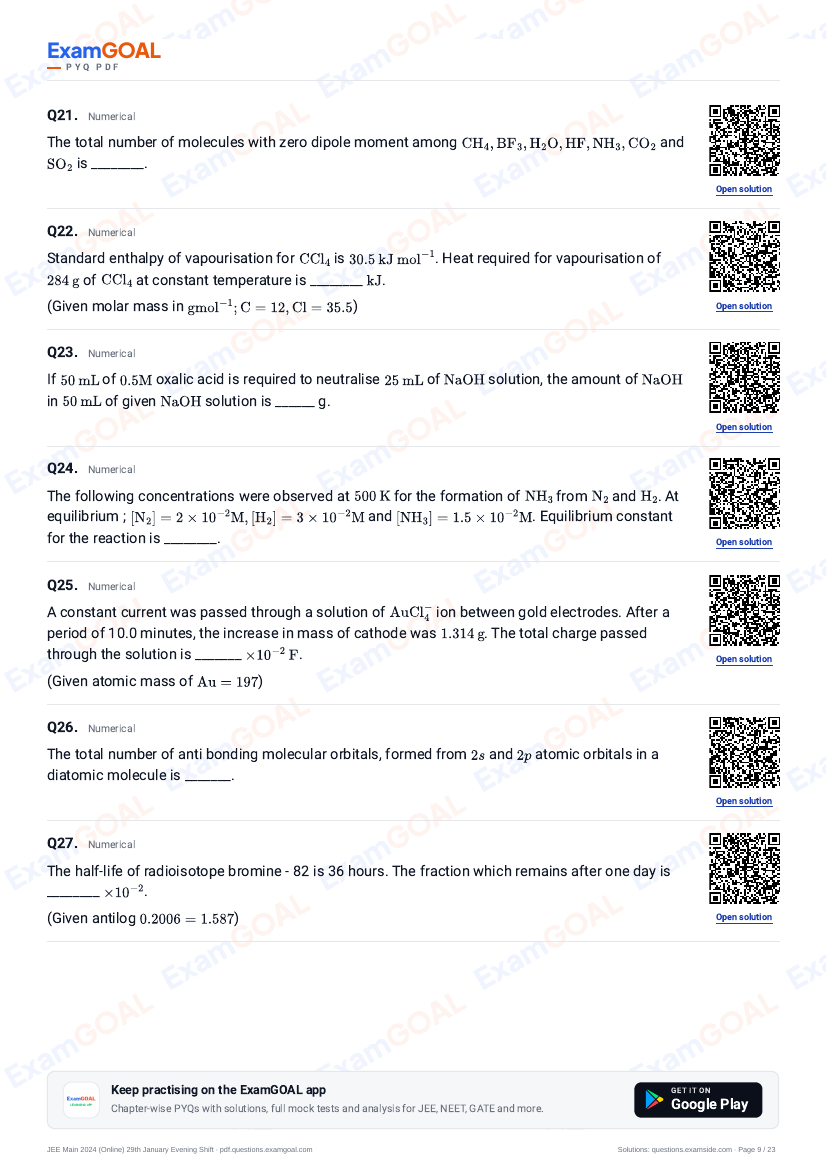 ExamGOAL
PYQ PDF
Q21. Numerical
The total number of molecules with zero dipole moment among CH₄, BF₃, H₂O, HF, NH₃, CO₂ and
SO₂ is ________.
Open solution
Q22. Numerical
Standard enthalpy of vapourisation for CCl₄ is 30.5 kJ mol⁻¹. Heat required for vapourisation of
284 g of CCl₄ at constant temperature is ________ kJ.
(Given molar mass in gmol⁻¹; C = 12, Cl = 35.5)
Open solution
Q23. Numerical
If 50 mL of 0.5M oxalic acid is required to neutralise 25 mL of NaOH solution, the amount of NaOH
in 50 mL of given NaOH solution is ______ g.
Open solution
Q24. Numerical
The following concentrations were observed at 500 K for the formation of NH₃ from N₂ and H₂. At
equilibrium ; [N₂] = 2 × 10⁻²M, [H₂] = 3 × 10⁻²M and [NH₃] = 1.5 × 10⁻²M. Equilibrium constant
for the reaction is ________.
Open solution
Q25. Numerical
A constant current was passed through a solution of AuCl₄⁻ ion between gold electrodes. After a
period of 10.0 minutes, the increase in mass of cathode was 1.314 g. The total charge passed
through the solution is _______ ×10⁻² F.
(Given atomic mass of Au = 197)
Open solution
Q26. Numerical
The total number of anti bonding molecular orbitals, formed from 2s and 2p atomic orbitals in a
diatomic molecule is _______.
Open solution
Q27. Numerical
The half-life of radioisotope bromine - 82 is 36 hours. The fraction which remains after one day is
________ ×10⁻².
(Given antilog 0.2006 = 1.587)
Open solution
Keep practising on the ExamGOAL app
Chapter-wise PYQs with solutions, full mock tests and analysis for JEE, NEET, GATE and more.
ExamGOAL
GET IT ON
Google Play
JEE Main 2024 (Online) 29th January Evening Shift · pdf.questions.examgoal.com
Solutions: questions.examside.com · Page 9 / 23